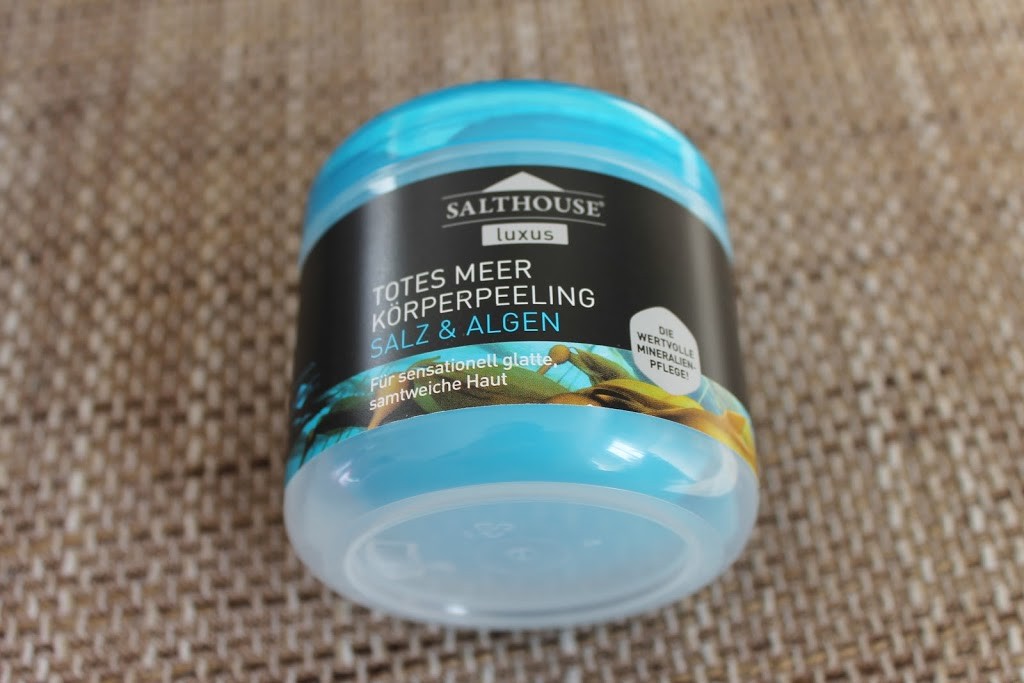 SALTHOUSE®
luxus
TOTES MEER
KÖRPERPEELING
SALZ & ALGEN
Für sensationell glatte,
samtweiche Haut
DIE
WERTVOLLE
MINERALIEN-
PFLEGE!